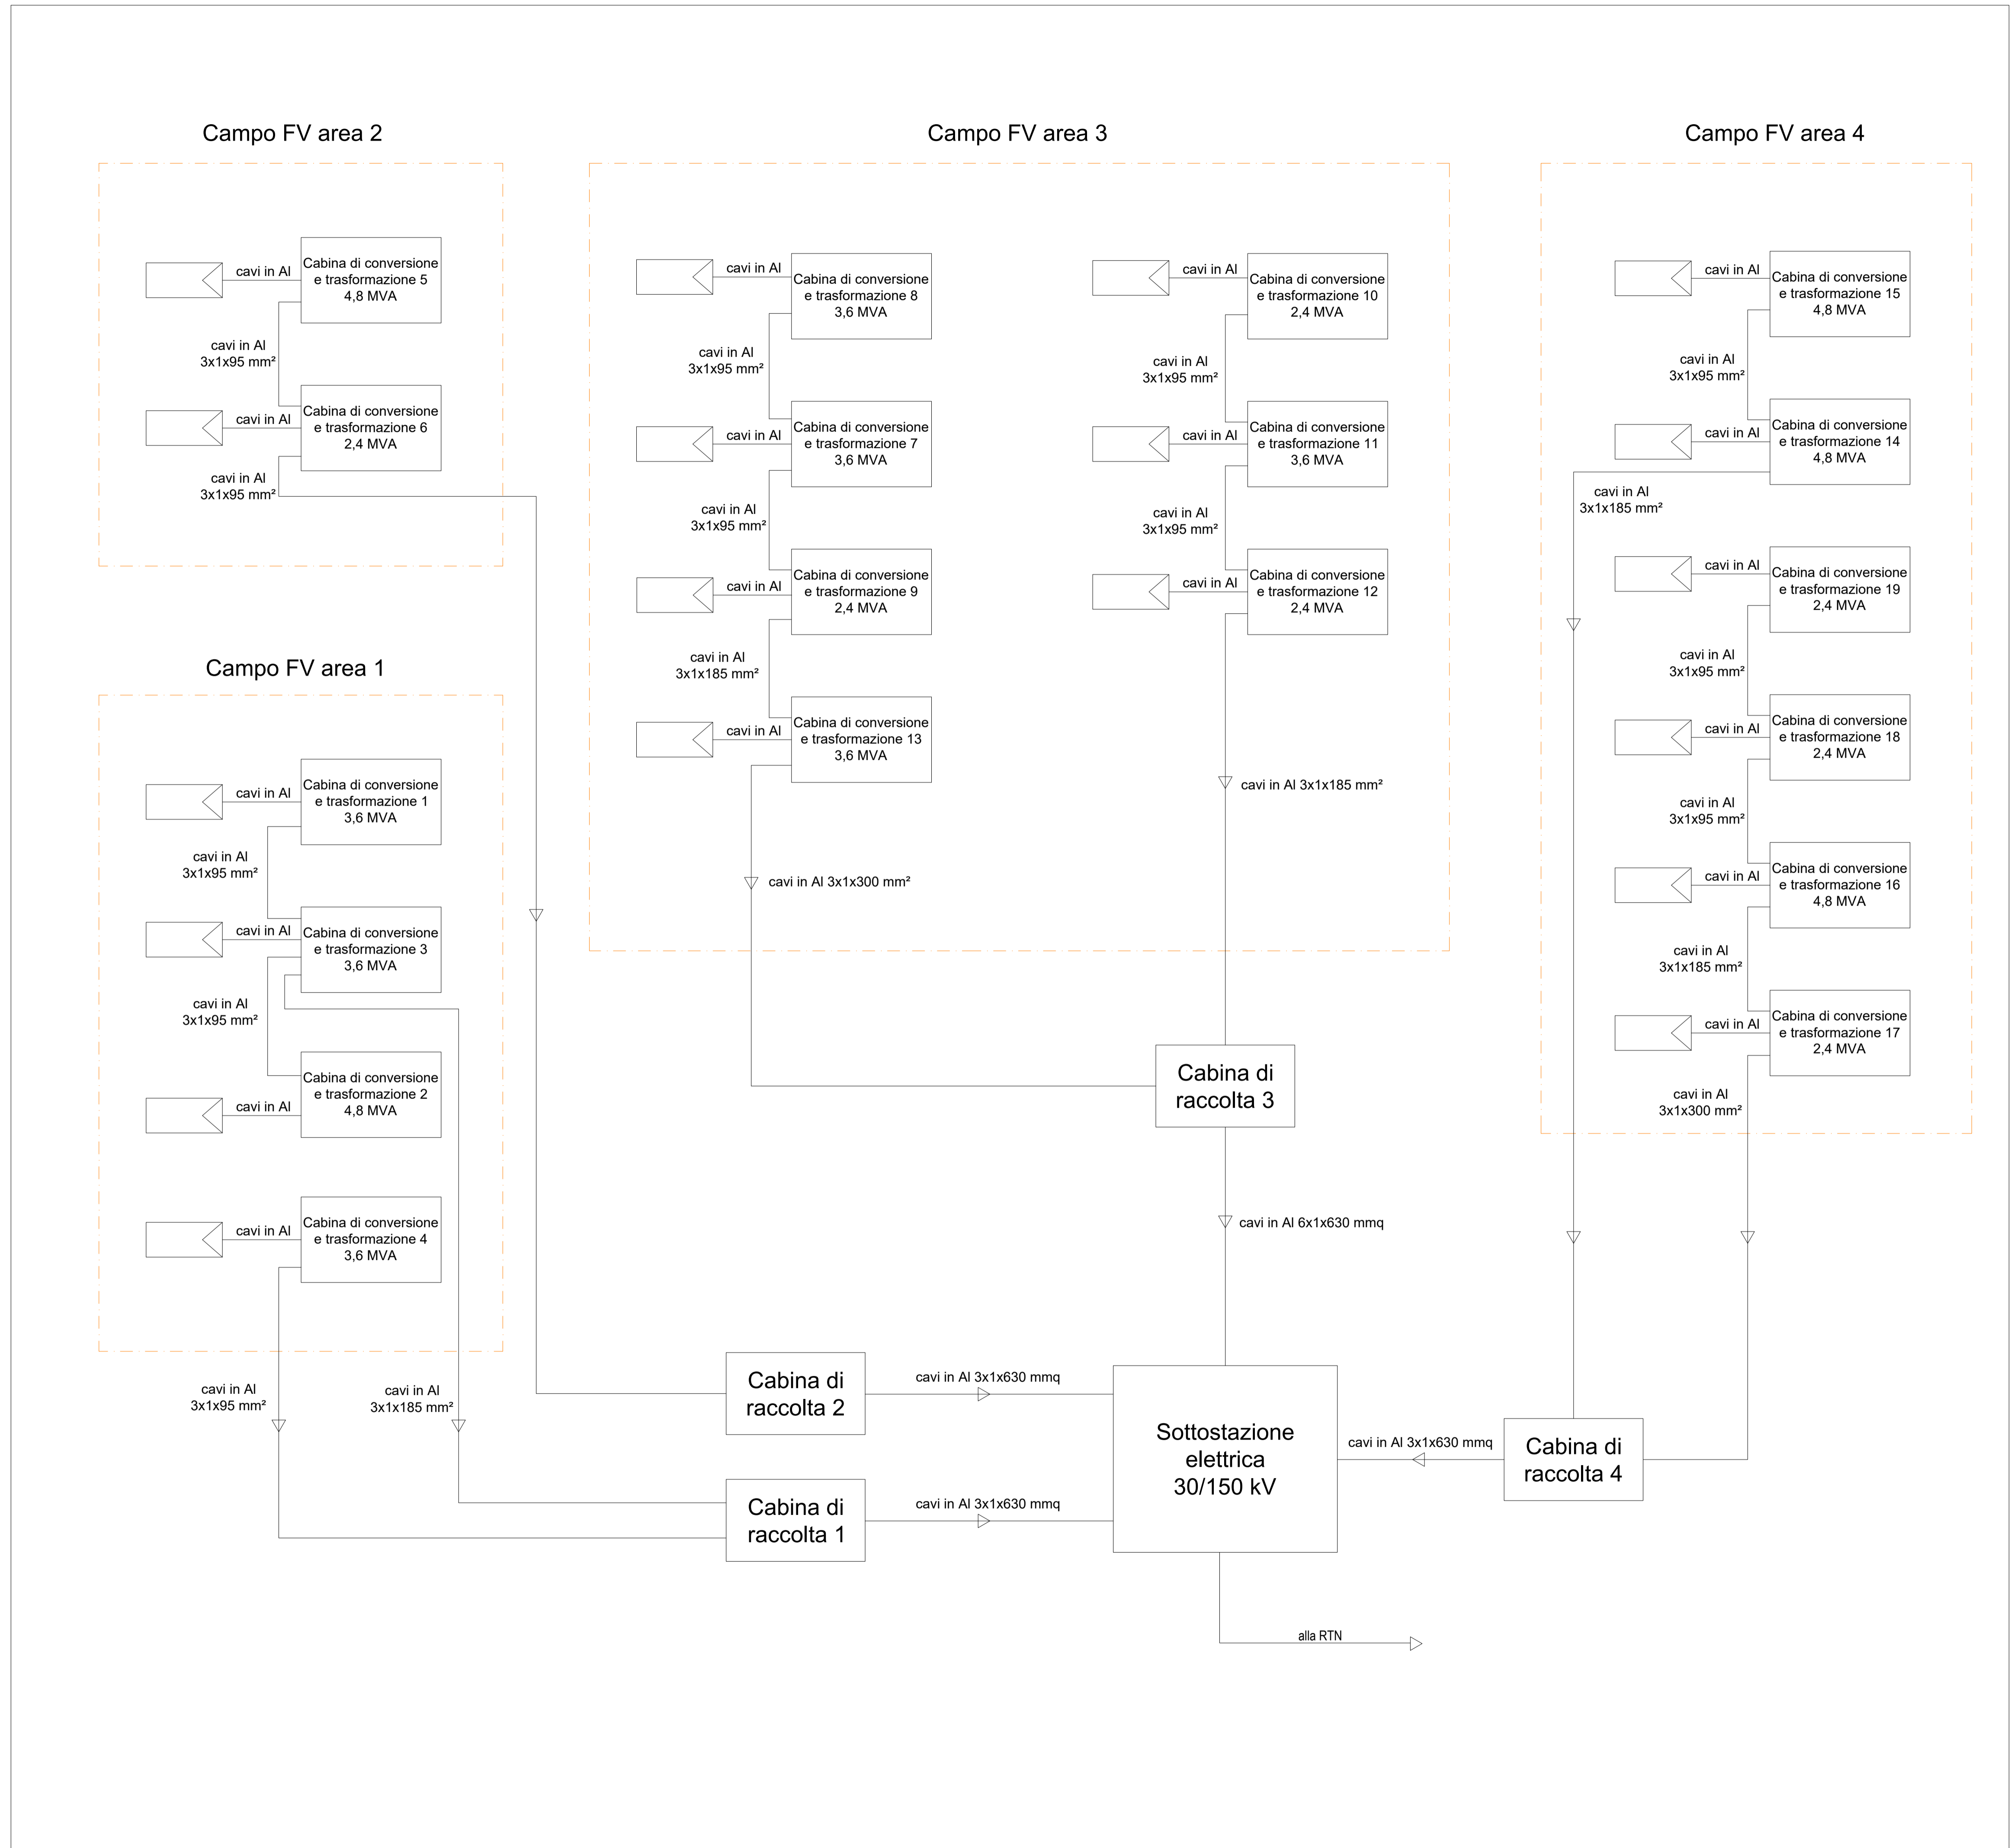 Campo FV area 2
cavi in Al
Cabina di conversione
e trasformazione 5
4,8 MVA
cavi in Al
3x1x95 mm²
cavi in Al
Cabina di conversione
e trasformazione 6
2,4 MVA
cavi in Al
3x1x95 mm²
Campo FV area 1
cavi in Al
Cabina di conversione
e trasformazione 1
3,6 MVA
cavi in Al
3x1x95 mm²
cavi in Al
Cabina di conversione
e trasformazione 3
3,6 MVA
cavi in Al
3x1x95 mm²
cavi in Al
Cabina di conversione
e trasformazione 2
4,8 MVA
cavi in Al
Cabina di conversione
e trasformazione 4
3,6 MVA
cavi in Al
3x1x95 mm²
cavi in Al
3x1x185 mm²
Campo FV area 3
cavi in Al
Cabina di conversione
e trasformazione 8
3,6 MVA
cavi in Al
3x1x95 mm²
cavi in Al
Cabina di conversione
e trasformazione 7
3,6 MVA
cavi in Al
3x1x95 mm²
cavi in Al
Cabina di conversione
e trasformazione 9
2,4 MVA
cavi in Al
3x1x185 mm²
cavi in Al
Cabina di conversione
e trasformazione 13
3,6 MVA
cavi in Al 3x1x300 mm²
cavi in Al
Cabina di conversione
e trasformazione 10
2,4 MVA
cavi in Al
3x1x95 mm²
cavi in Al
Cabina di conversione
e trasformazione 11
3,6 MVA
cavi in Al
3x1x95 mm²
cavi in Al
Cabina di conversione
e trasformazione 12
2,4 MVA
cavi in Al 3x1x185 mm²
Cabina di
raccolta 3
cavi in Al 6x1x630 mmq
Campo FV area 4
cavi in Al
Cabina di conversione
e trasformazione 15
4,8 MVA
cavi in Al
3x1x95 mm²
cavi in Al
Cabina di conversione
e trasformazione 14
4,8 MVA
cavi in Al
3x1x185 mm²
cavi in Al
Cabina di conversione
e trasformazione 19
2,4 MVA
cavi in Al
3x1x95 mm²
cavi in Al
Cabina di conversione
e trasformazione 18
2,4 MVA
cavi in Al
3x1x95 mm²
cavi in Al
Cabina di conversione
e trasformazione 16
4,8 MVA
cavi in Al
3x1x185 mm²
cavi in Al
Cabina di conversione
e trasformazione 17
2,4 MVA
cavi in Al
3x1x300 mm²
Cabina di
raccolta 2
cavi in Al 3x1x630 mmq
Cabina di
raccolta 1
cavi in Al 3x1x630 mmq
Sottostazione
elettrica
30/150 kV
cavi in Al 3x1x630 mmq
Cabina di
raccolta 4
alla RTN